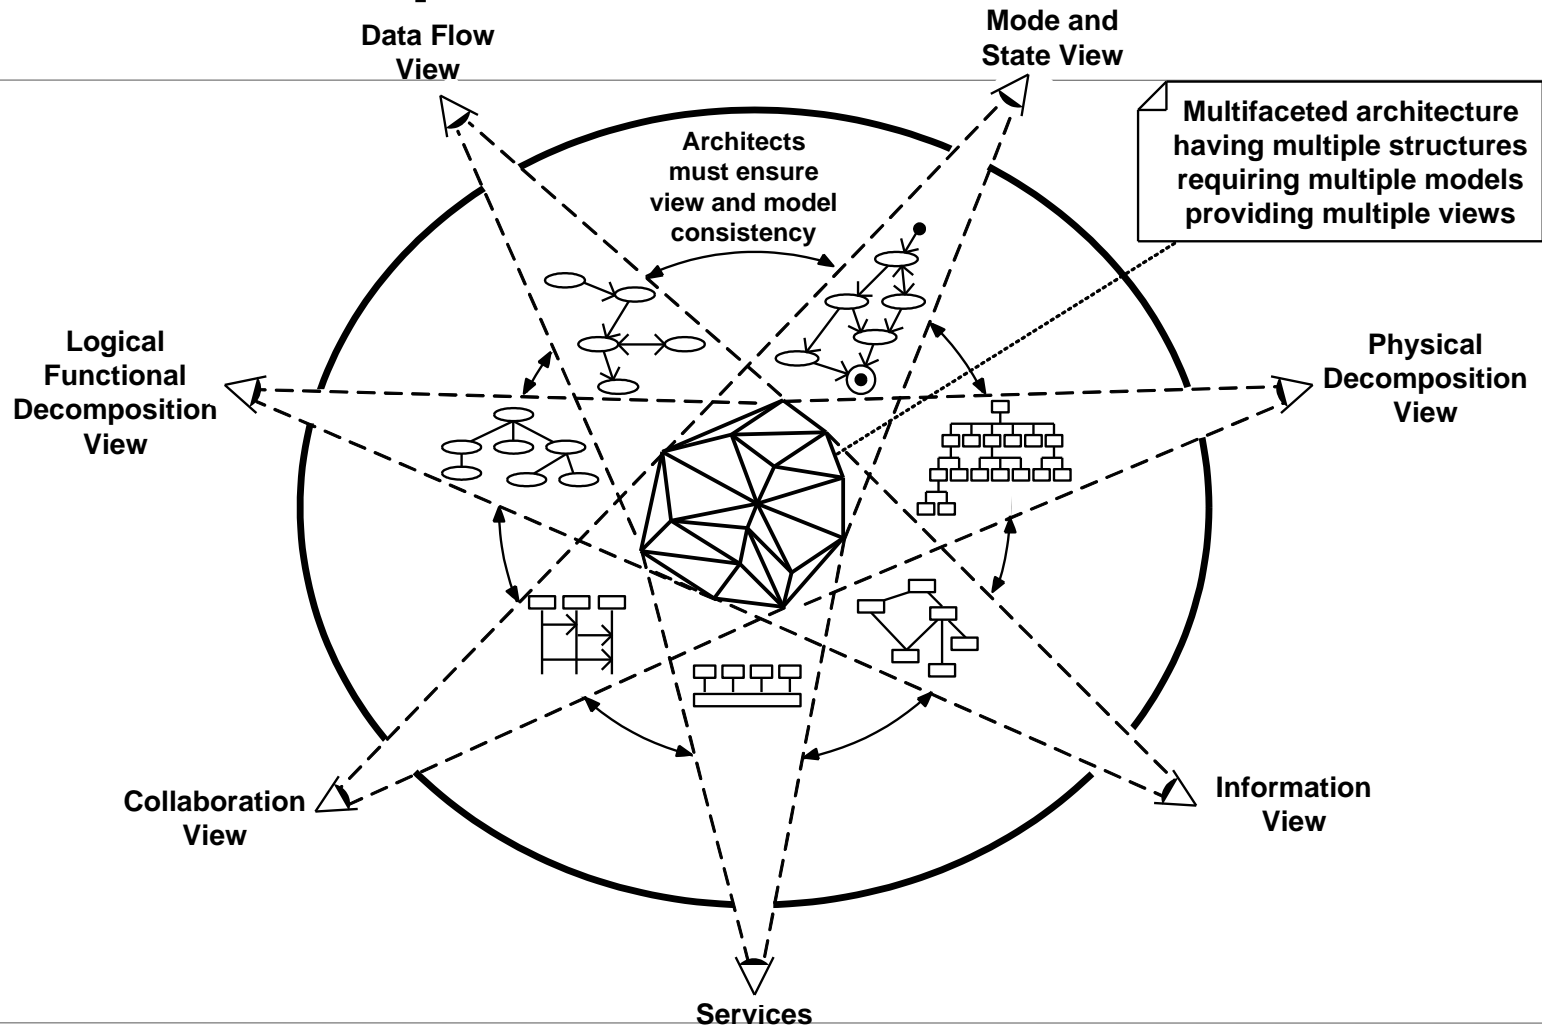 Data Flow
View
Mode and
State View
Multifaceted architecture
having multiple structures
requiring multiple models
providing multiple views
Architects
must ensure
view and model
consistency
Logical
Functional
Decomposition
View
Physical
Decomposition
View
Collaboration
View
Information
View
Services